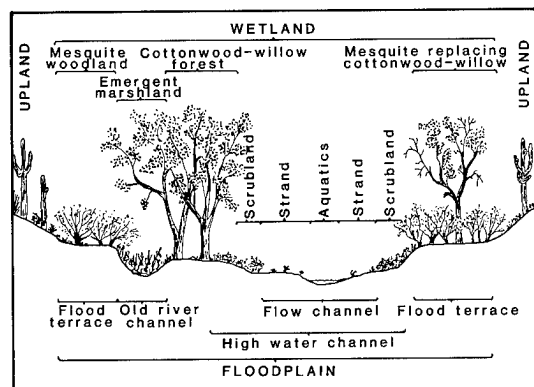 WETLAND
UPLAND
Mesquite
woodland
Emergent
marshland
Cottonwood-willow
forest
Scrubland
Strand
Aquatics
Strand
Scrubland
Mesquite replacing
cottonwood-willow
UPLAND
Flood
terrace
Old river
channel
Flow channel
Flood terrace
High water channel
FLOODPLAIN